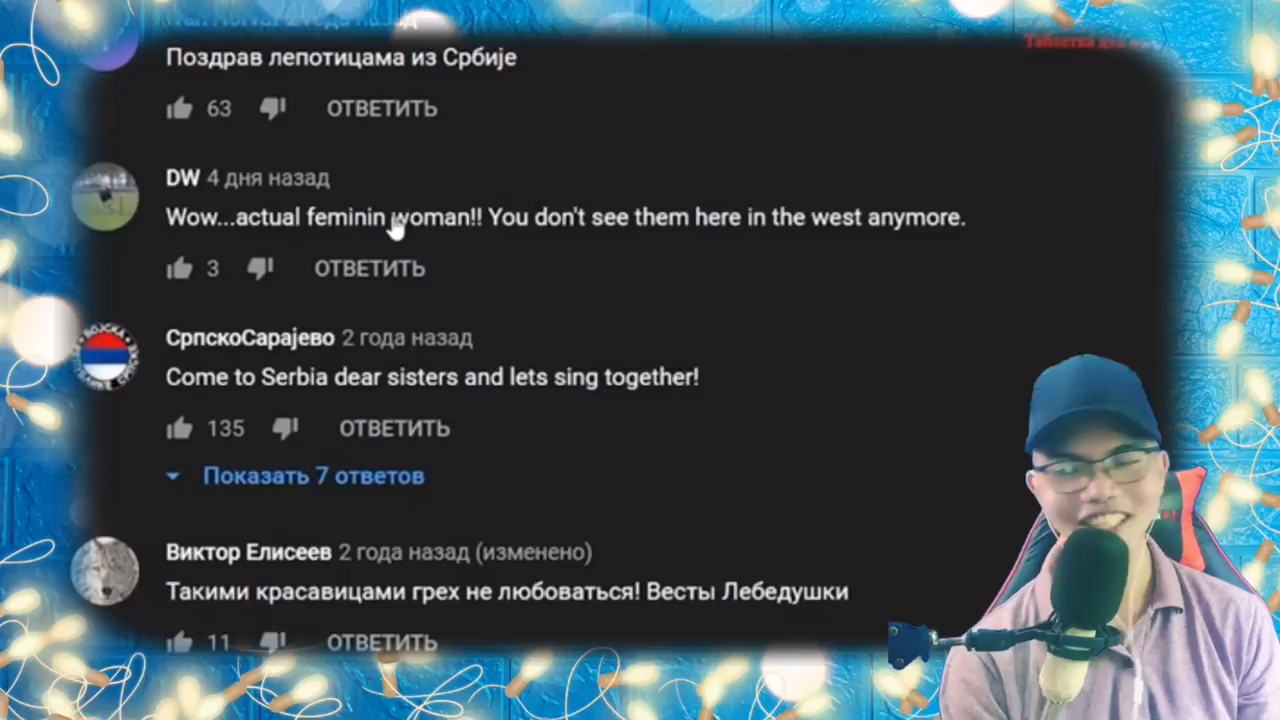 Поздрав лепотицама из Србије
63 ОТВЕТИТЬ
DW 4 дня назад
Wow...actual feminin woman!! You don't see them here in the west anymore.
3 ОТВЕТИТЬ
СрпскоСарајево 2 года назад
Come to Serbia dear sisters and lets sing together!
135 ОТВЕТИТЬ
Показать 7 ответов
Виктор Елисеев 2 года назад (изменено)
Такими красавицами грех не любоваться! Весты Лебедушки
11 ОТВЕТИТЬ